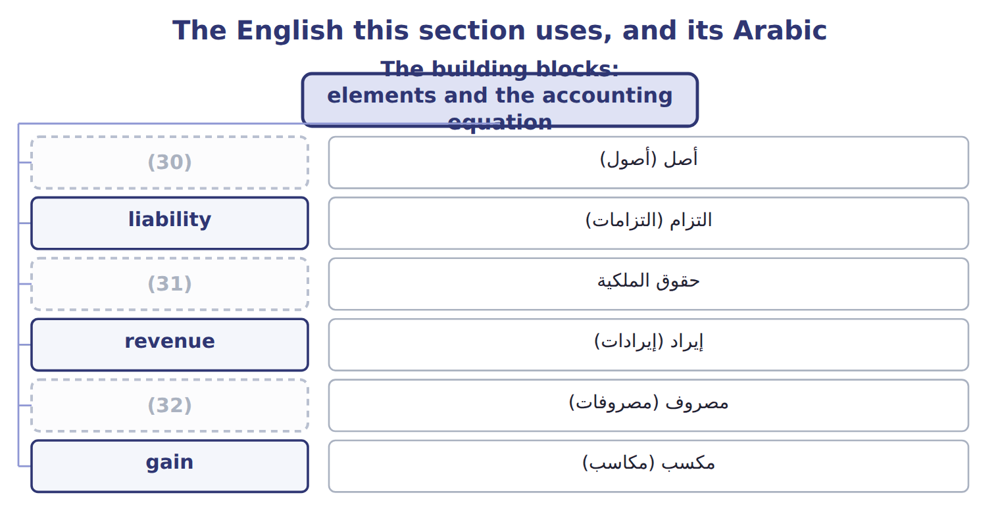 The English this section uses, and its Arabic
The building blocks:
elements and the accounting
equation
(30)
أصل (أصول)
liability
التزام (التزامات)
(31)
حقوق الملكية
revenue
إيراد (إيرادات)
(32)
مصروف (مصروفات)
gain
مكسب (مكاسب)